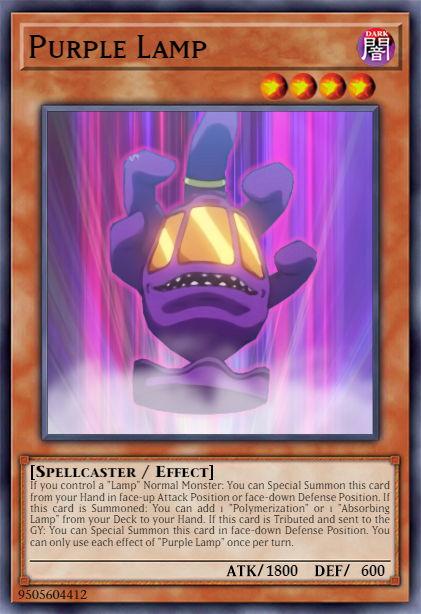 Purple Lamp
DARK
闇
[Spellcaster / Effect]
If you control a "Lamp" Normal Monster: You can Special Summon this card
from your Hand in face-up Attack Position or face-down Defense Position. If
this card is Summoned: You can add 1 "Polymerization" or 1 "Absorbing
Lamp" from your Deck to your Hand. If this card is Tributed and sent to the
GY: You can Special Summon this card in face-down Defense Position. You
can only use each effect of "Purple Lamp" once per turn.
ATK/1800 DEF/ 600
9505604412